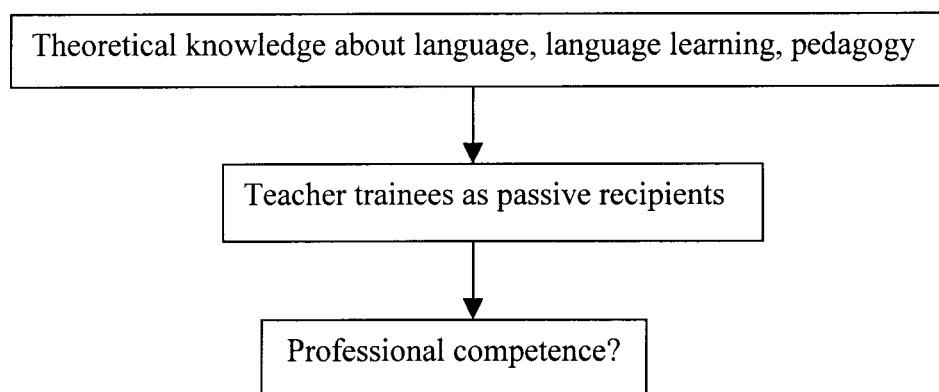 Theoretical knowledge about language, language learning, pedagogy
Teacher trainees as passive recipients
Professional competence?